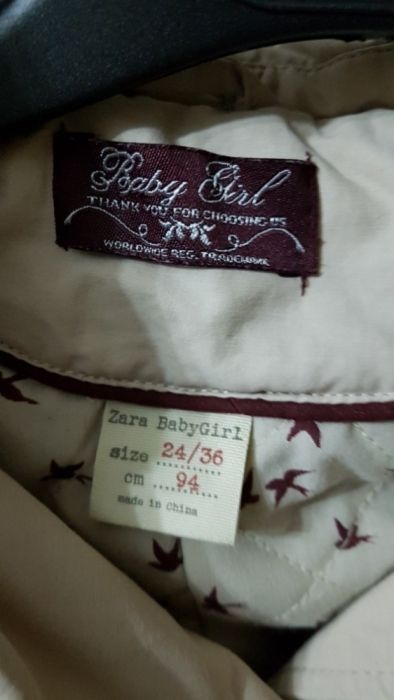 Baby Girl
THANK YOU FOR CHOOSING US
WORLDWIDE REG. TRADEMARK
Zara BabyGirl
size 24/36
cm 94
made in China